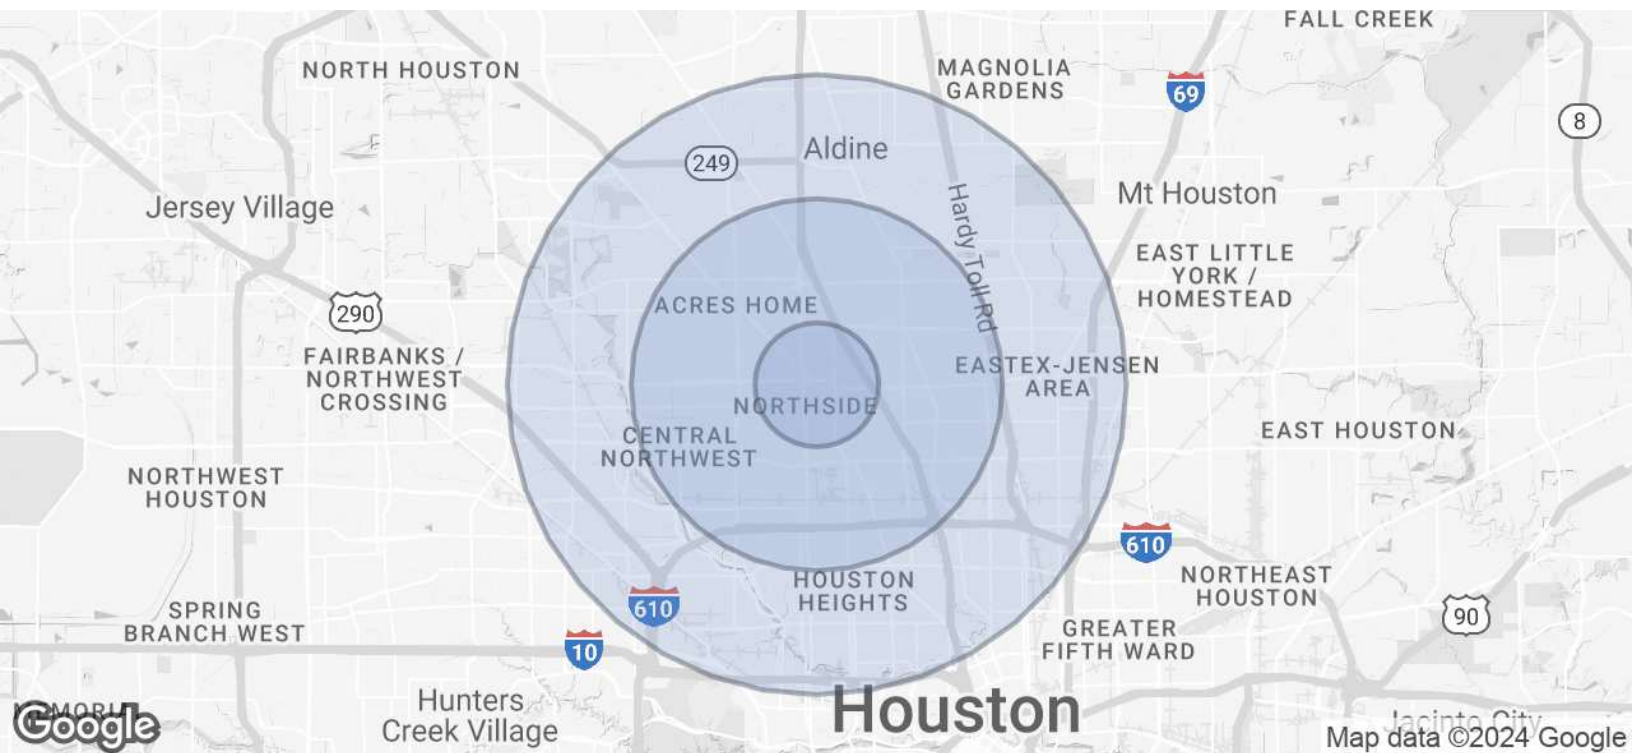 FALL CREEK
NORTH HOUSTON
MAGNOLIA
GARDENS
69
8
249
Aldine
Jersey Village
Mt Houston
Hardy Toll Rd
EAST LITTLE
YORK /
HOMESTEAD
290
ACRES HOME
FAIRBANKS /
NORTHWEST
CROSSING
EASTEX-JENSEN
AREA
NORTHSIDE
CENTRAL
NORTHWEST
EAST HOUSTON
NORTHWEST
HOUSTON
610
HOUSTON
HEIGHTS
NORTHEAST
HOUSTON
610
SPRING
BRANCH WEST
90
GREATER
FIFTH WARD
10
Hunters
Creek Village
Houston
Google
Jacinto City
Map data ©2024 Google